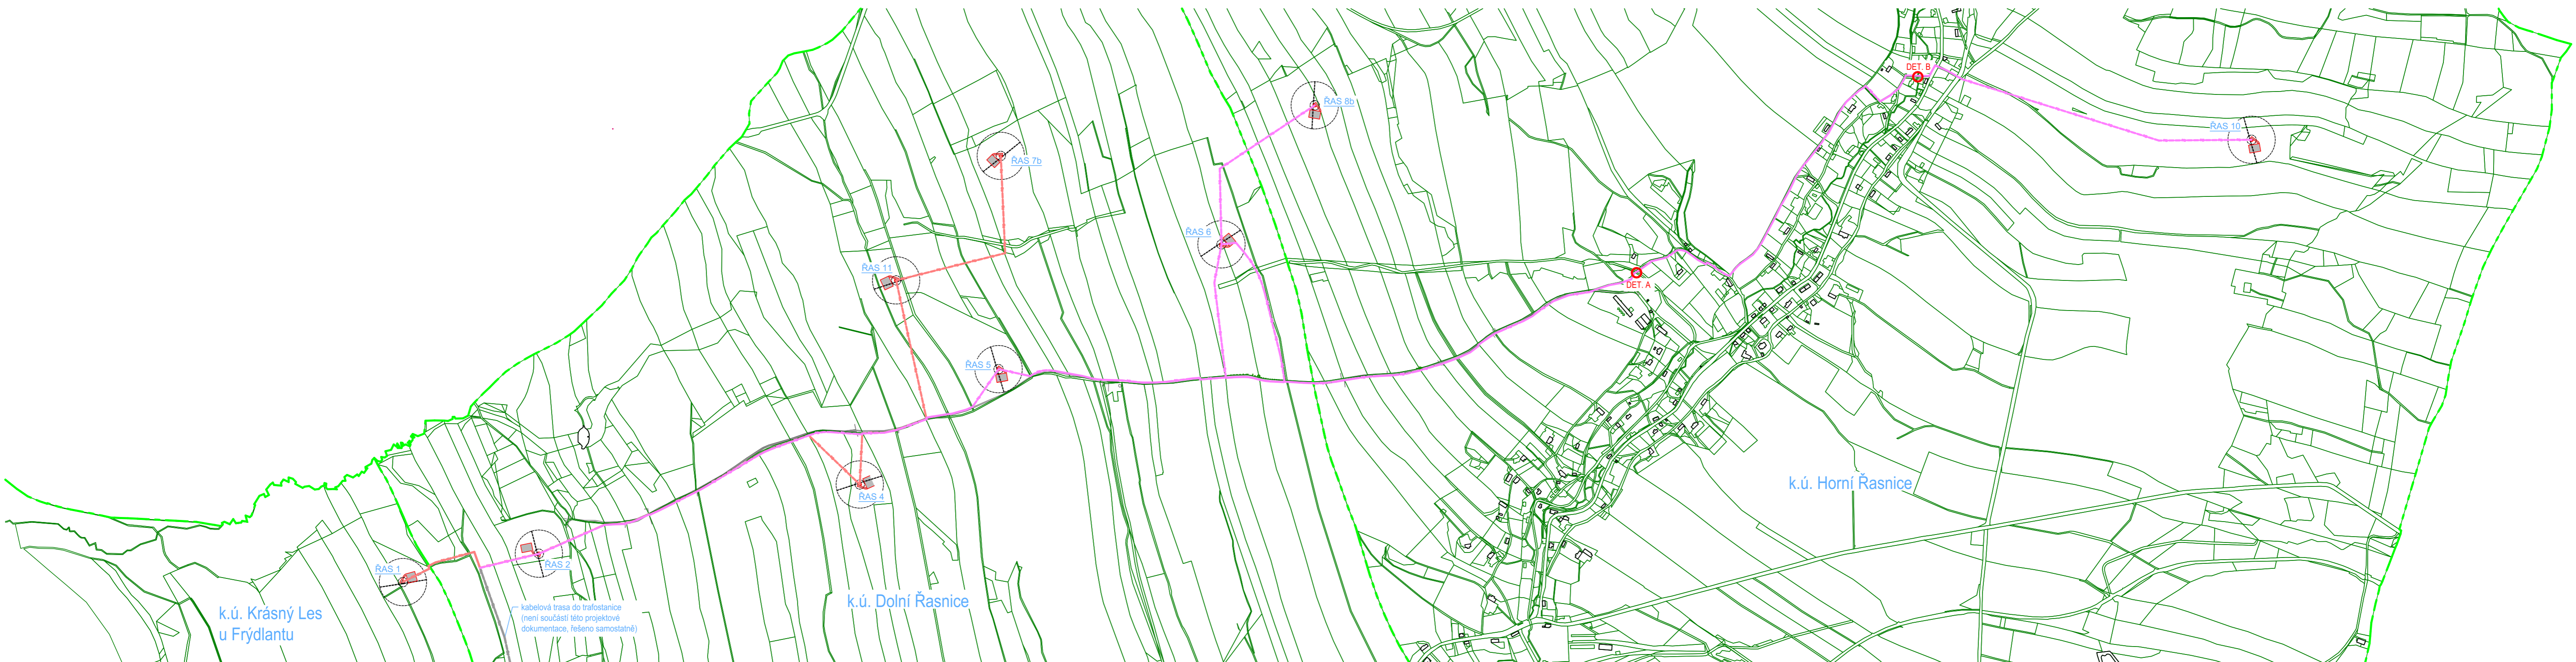 DET. B
ŘAS 8b
ŘAS 10
ŘAS 7b
ŘAS 6
ŘAS 11
DET. A
ŘAS 5
k.ú. Horní Řasnice
ŘAS 4
ŘAS 2
ŘAS 1
k.ú. Dolní Řasnice
kabelová trasa do trafostanice
(není součástí této projektové
dokumentace, řešeno samostatně)
k.ú. Krásný Les
u Frýdlantu